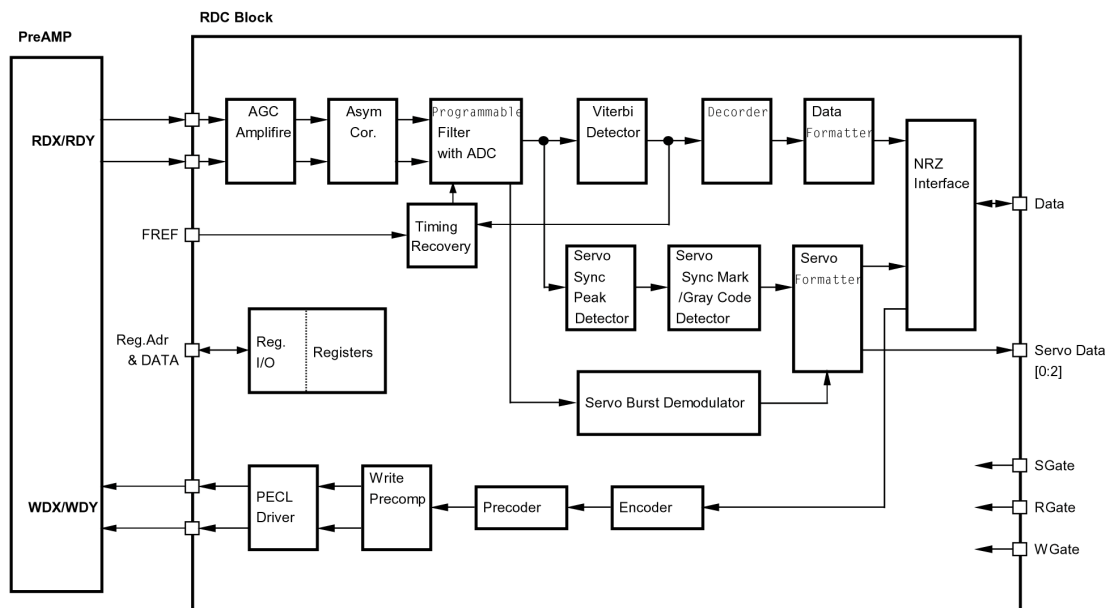 RDC Block
PreAMP
RDX/RDY
AGC
Amplifire
Asym
Cor.
Programmable
Filter
with ADC
Viterbi
Detector
Decorder
Data
Formatter
NRZ
Interface
Data
FREF
Timing
Recovery
Servo
Sync
Peak
Detector
Servo
Sync Mark
/Gray Code
Detector
Servo
Formatter
Reg.Adr
& DATA
Reg.
I/O
Registers
Servo Data
[0:2]
Servo Burst Demodulator
WDX/WDY
PECL
Driver
Write
Precomp
Precoder
Encoder
SGate
RGate
WGate